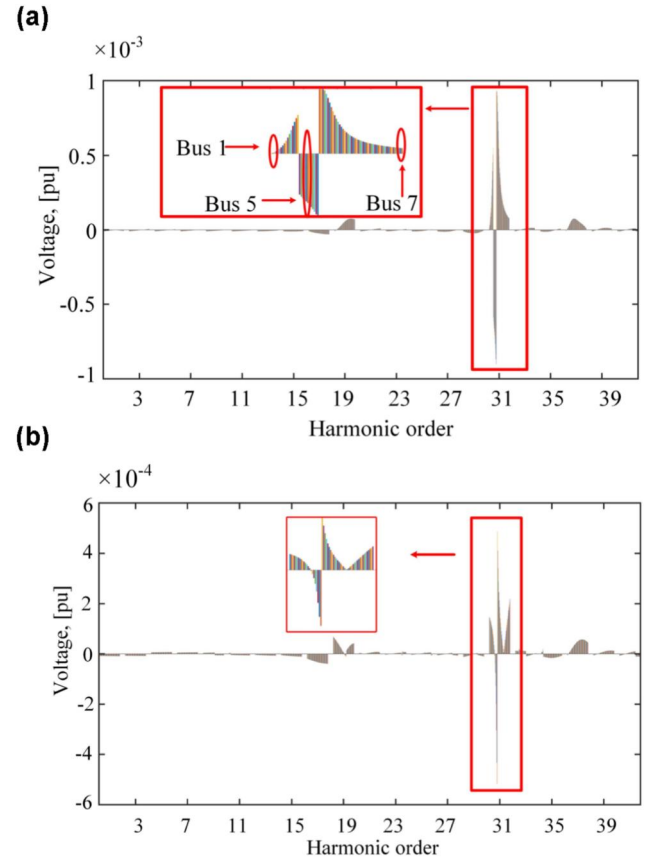 (a)
×10⁻³
1
0.5
0
-0.5
-1
Voltage, [pu]
Bus 1
Bus 5
Bus 7
3 7 11 15 19 23 27 31 35 39
Harmonic order
(b)
×10⁻⁴
6
4
2
0
-2
-4
-6
Voltage, [pu]
3 7 11 15 19 23 27 31 35 39
Harmonic order